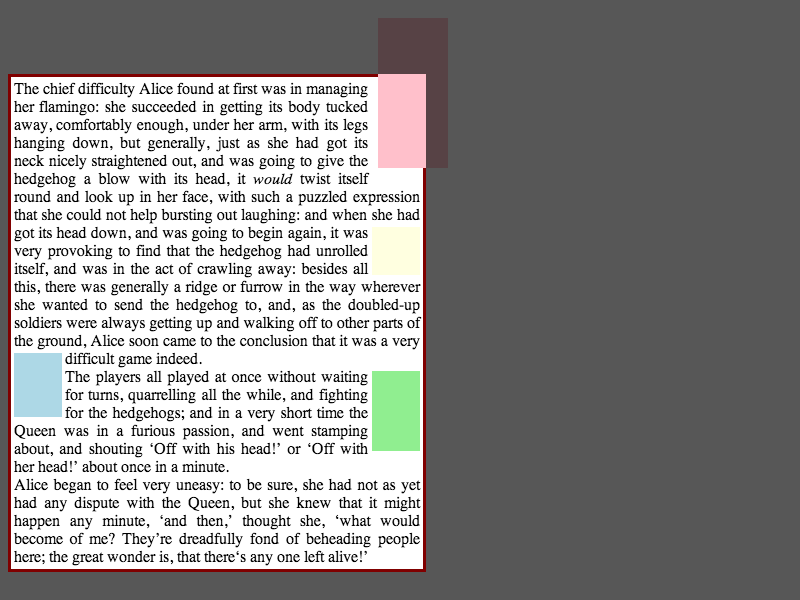 The chief difficulty Alice found at first was in managing
her flamingo: she succeeded in getting its body tucked
away, comfortably enough, under her arm, with its legs
hanging down, but generally, just as she had got its
neck nicely straightened out, and was going to give the
hedgehog a blow with its head, it would twist itself
round and look up in her face, with such a puzzled expression
that she could not help bursting out laughing: and when she had
got its head down, and was going to begin again, it was
very provoking to find that the hedgehog had unrolled
itself, and was in the act of crawling away: besides all
this, there was generally a ridge or furrow in the way wherever
she wanted to send the hedgehog to, and, as the doubled-up
soldiers were always getting up and walking off to other parts of
the ground, Alice soon came to the conclusion that it was a very
difficult game indeed.
The players all played at once without waiting
for turns, quarrelling all the while, and fighting
for the hedgehogs; and in a very short time the
Queen was in a furious passion, and went stamping
about, and shouting ‘Off with his head!’ or ‘Off with
her head!’ about once in a minute.
Alice began to feel very uneasy: to be sure, she had not as yet
had any dispute with the Queen, but she knew that it might
happen any minute, ‘and then,’ thought she, ‘what would
become of me? They’re dreadfully fond of beheading people
here; the great wonder is, that there‘s any one left alive!’